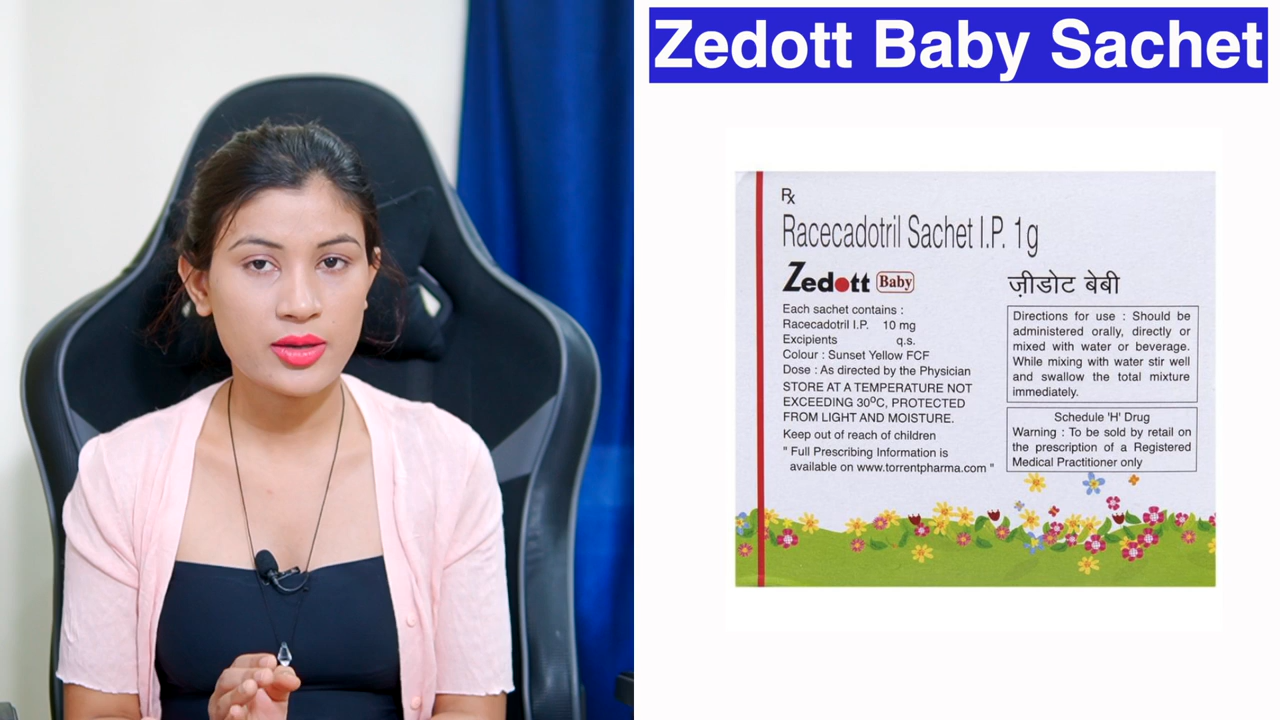 Zedott Baby Sachet
Rx
Racecadotril Sachet I.P. 1g
Zedott Baby
ज़ीडोट बेबी
Each sachet contains :
Racecadotril I.P. 10 mg
Excipients q.s.
Colour : Sunset Yellow FCF
Dose : As directed by the Physician
STORE AT A TEMPERATURE NOT
EXCEEDING 30⁰C, PROTECTED
FROM LIGHT AND MOISTURE.
Keep out of reach of children
" Full Prescribing Information is
available on www.torrentpharma.com "
Directions for use : Should be
administered orally, directly or
mixed with water or beverage.
While mixing with water stir well
and swallow the total mixture
immediately.
Schedule 'H' Drug
Warning : To be sold by retail on
the prescription of a Registered
Medical Practitioner only